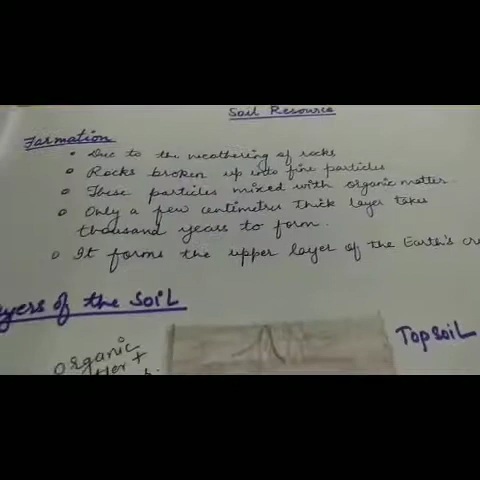 Soil Resource
Formation
Due to the weathering of rocks
Rocks broken up into fine particles
These particles mixed with organic matter.
Only a few centimetres thick layer takes
thousand years to form.
It forms the upper layer of the Earth's
ayers of the SoiL
TopsoiL
Organic